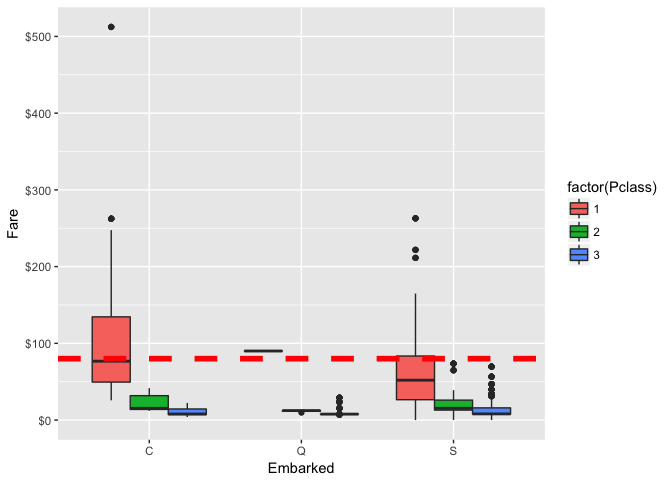 $500
$400
$300
$200
$100
$0
Fare
C
Q
S
Embarked
factor(Pclass)
1
2
3